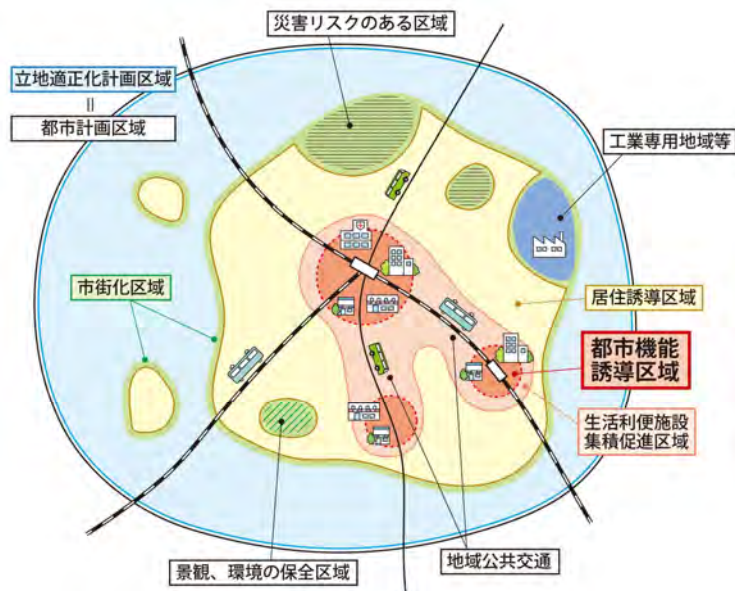 災害リスクのある区域
立地適正化計画区域
||
都市計画区域
工業専用地域等
市街化区域
居住誘導区域
都市機能
誘導区域
生活利便施設
集積促進区域
地域公共交通
景観、環境の保全区域